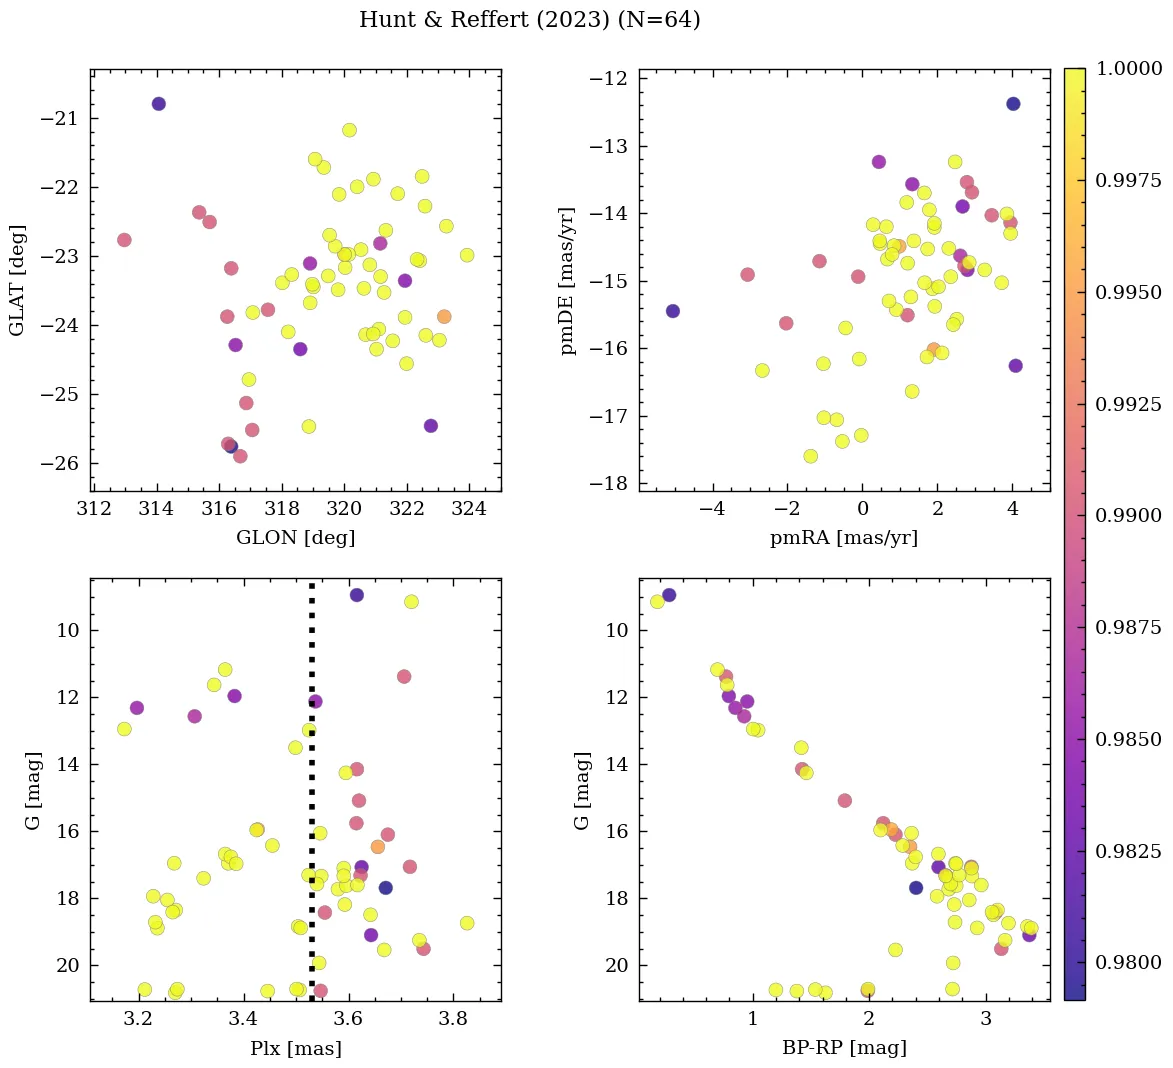 Hunt & Reffert (2023) (N=64)
−21
−22
−23
−24
−25
−26
GLAT [deg]
312 314 316 318 320 322 324
GLON [deg]
−12
−13
−14
−15
−16
−17
−18
pmDE [mas/yr]
−4 −2 0 2 4
pmRA [mas/yr]
10
12
14
16
18
20
G [mag]
3.2 3.4 3.6 3.8
Plx [mas]
10
12
14
16
18
20
G [mag]
1 2 3
BP-RP [mag]
1.0000
0.9975
0.9950
0.9925
0.9900
0.9875
0.9850
0.9825
0.9800